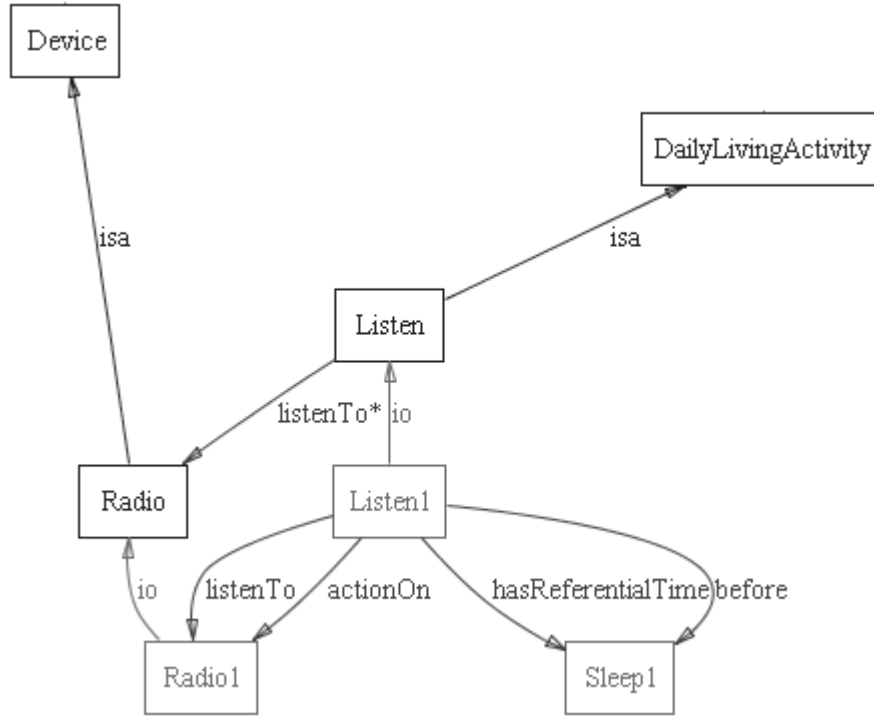 Device
DailyLivingActivity
isa
isa
Listen
listenTo*
io
Radio
Listen1
io
listenTo
actionOn
hasReferentialTime
before
Radio1
Sleep1